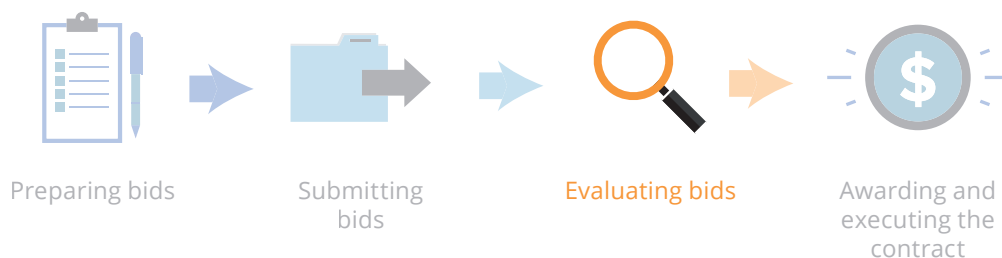 $
Preparing bids
Submitting
bids
Evaluating bids
Awarding and
executing the
contract